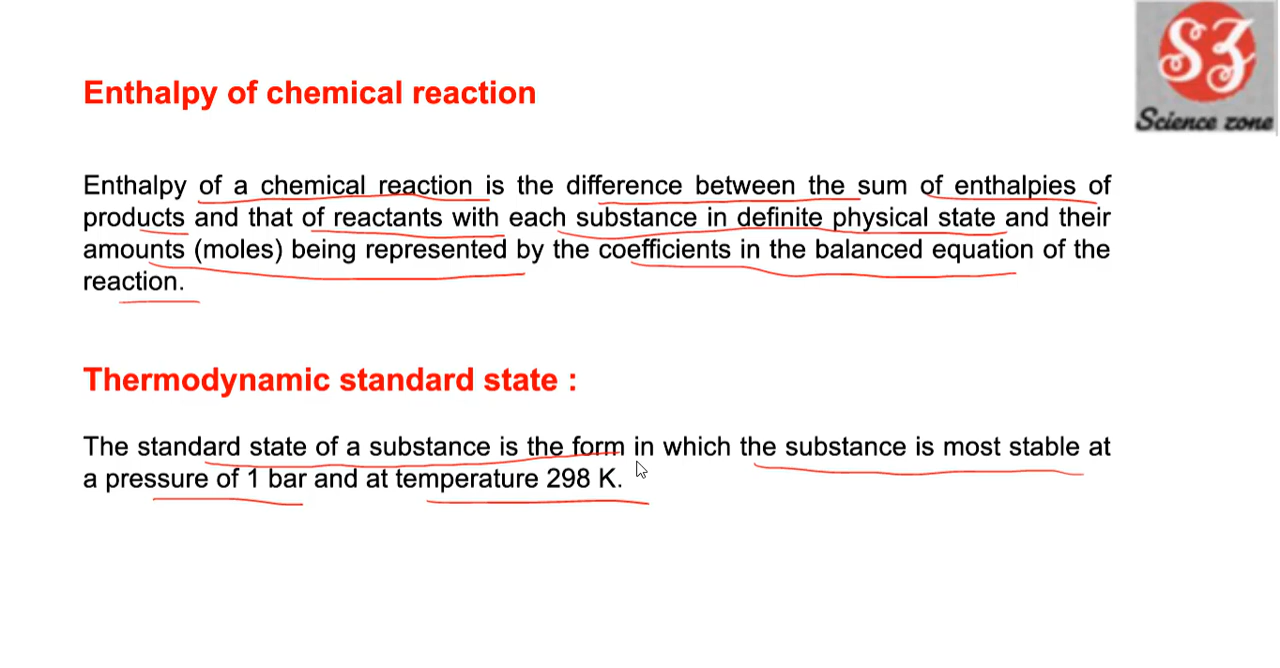 SZ
Science zone
Enthalpy of chemical reaction
Enthalpy of a chemical reaction is the difference between the sum of enthalpies of
products and that of reactants with each substance in definite physical state and their
amounts (moles) being represented by the coefficients in the balanced equation of the
reaction.
Thermodynamic standard state :
The standard state of a substance is the form in which the substance is most stable at
a pressure of 1 bar and at temperature 298 K.